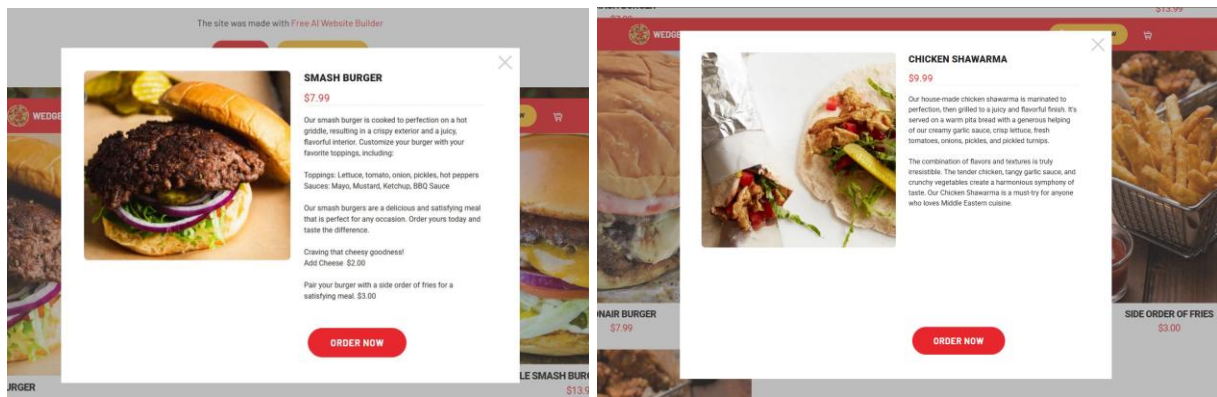 The site was made with Free AI Website Builder
WEDGE
SMASH BURGER
$7.99
Our smash burger is cooked to perfection on a hot
griddle, resulting in a crispy exterior and a juicy,
flavorful interior. Customize your burger with your
favorite toppings, including:
Toppings: Lettuce, tomato, onion, pickles, hot peppers
Sauces: Mayo, Mustard, Ketchup, BBQ Sauce
Our smash burgers are a delicious and satisfying meal
that is perfect for any occasion. Order yours today and
taste the difference.
Craving that cheesy goodness!
Add Cheese $2.00
Pair your burger with a side order of fries for a
satisfying meal. $3.00
ORDER NOW
URGER
LE SMASH BURG
$13.9
$13.99
WEDGE
W
CHICKEN SHAWARMA
$9.99
Our house-made chicken shawarma is marinated to
perfection, then grilled to a juicy and flavorful finish. It's
served on a warm pita bread with a generous helping
of our creamy garlic sauce, crisp lettuce, fresh
tomatoes, onions, pickles, and pickled turnips.
The combination of flavors and textures is truly
irresistible. The tender chicken, tangy garlic sauce, and
crunchy vegetables create a harmonious symphony of
taste. Our Chicken Shawarma is a must-try for anyone
who loves Middle Eastern cuisine.
ORDER NOW
NAIR BURGER
$7.99
SIDE ORDER OF FRIES
$3.00